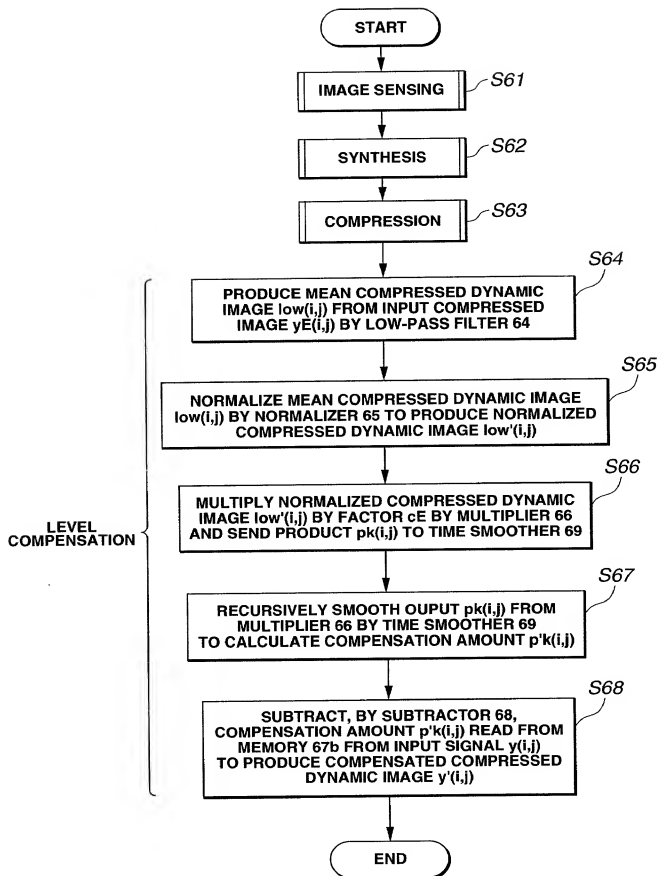 START
IMAGE SENSING
S61
SYNTHESIS
S62
COMPRESSION
S63
S64
PRODUCE MEAN COMPRESSED DYNAMIC
IMAGE low(i,j) FROM INPUT COMPRESSED
IMAGE yE(i,j) BY LOW-PASS FILTER 64
S65
NORMALIZE MEAN COMPRESSED DYNAMIC IMAGE
low(i,j) BY NORMALIZER 65 TO PRODUCE NORMALIZED
COMPRESSED DYNAMIC IMAGE low'(i,j)
S66
MULTIPLY NORMALIZED COMPRESSED DYNAMIC
IMAGE low'(i,j) BY FACTOR cE BY MULTIPLIER 66
AND SEND PRODUCT pk(i,j) TO TIME SMOOTHER 69
LEVEL
COMPENSATION
S67
RECURSIVELY SMOOTH OUPUT pk(i,j) FROM
MULTIPLIER 66 BY TIME SMOOTHER 69
TO CALCULATE COMPENSATION AMOUNT p'k(i,j)
S68
SUBTRACT, BY SUBTRACTOR 68,
COMPENSATION AMOUNT p'k(i,j) READ FROM
MEMORY 67b FROM INPUT SIGNAL y(i,j)
TO PRODUCE COMPENSATED COMPRESSED
DYNAMIC IMAGE y'(i,j)
END